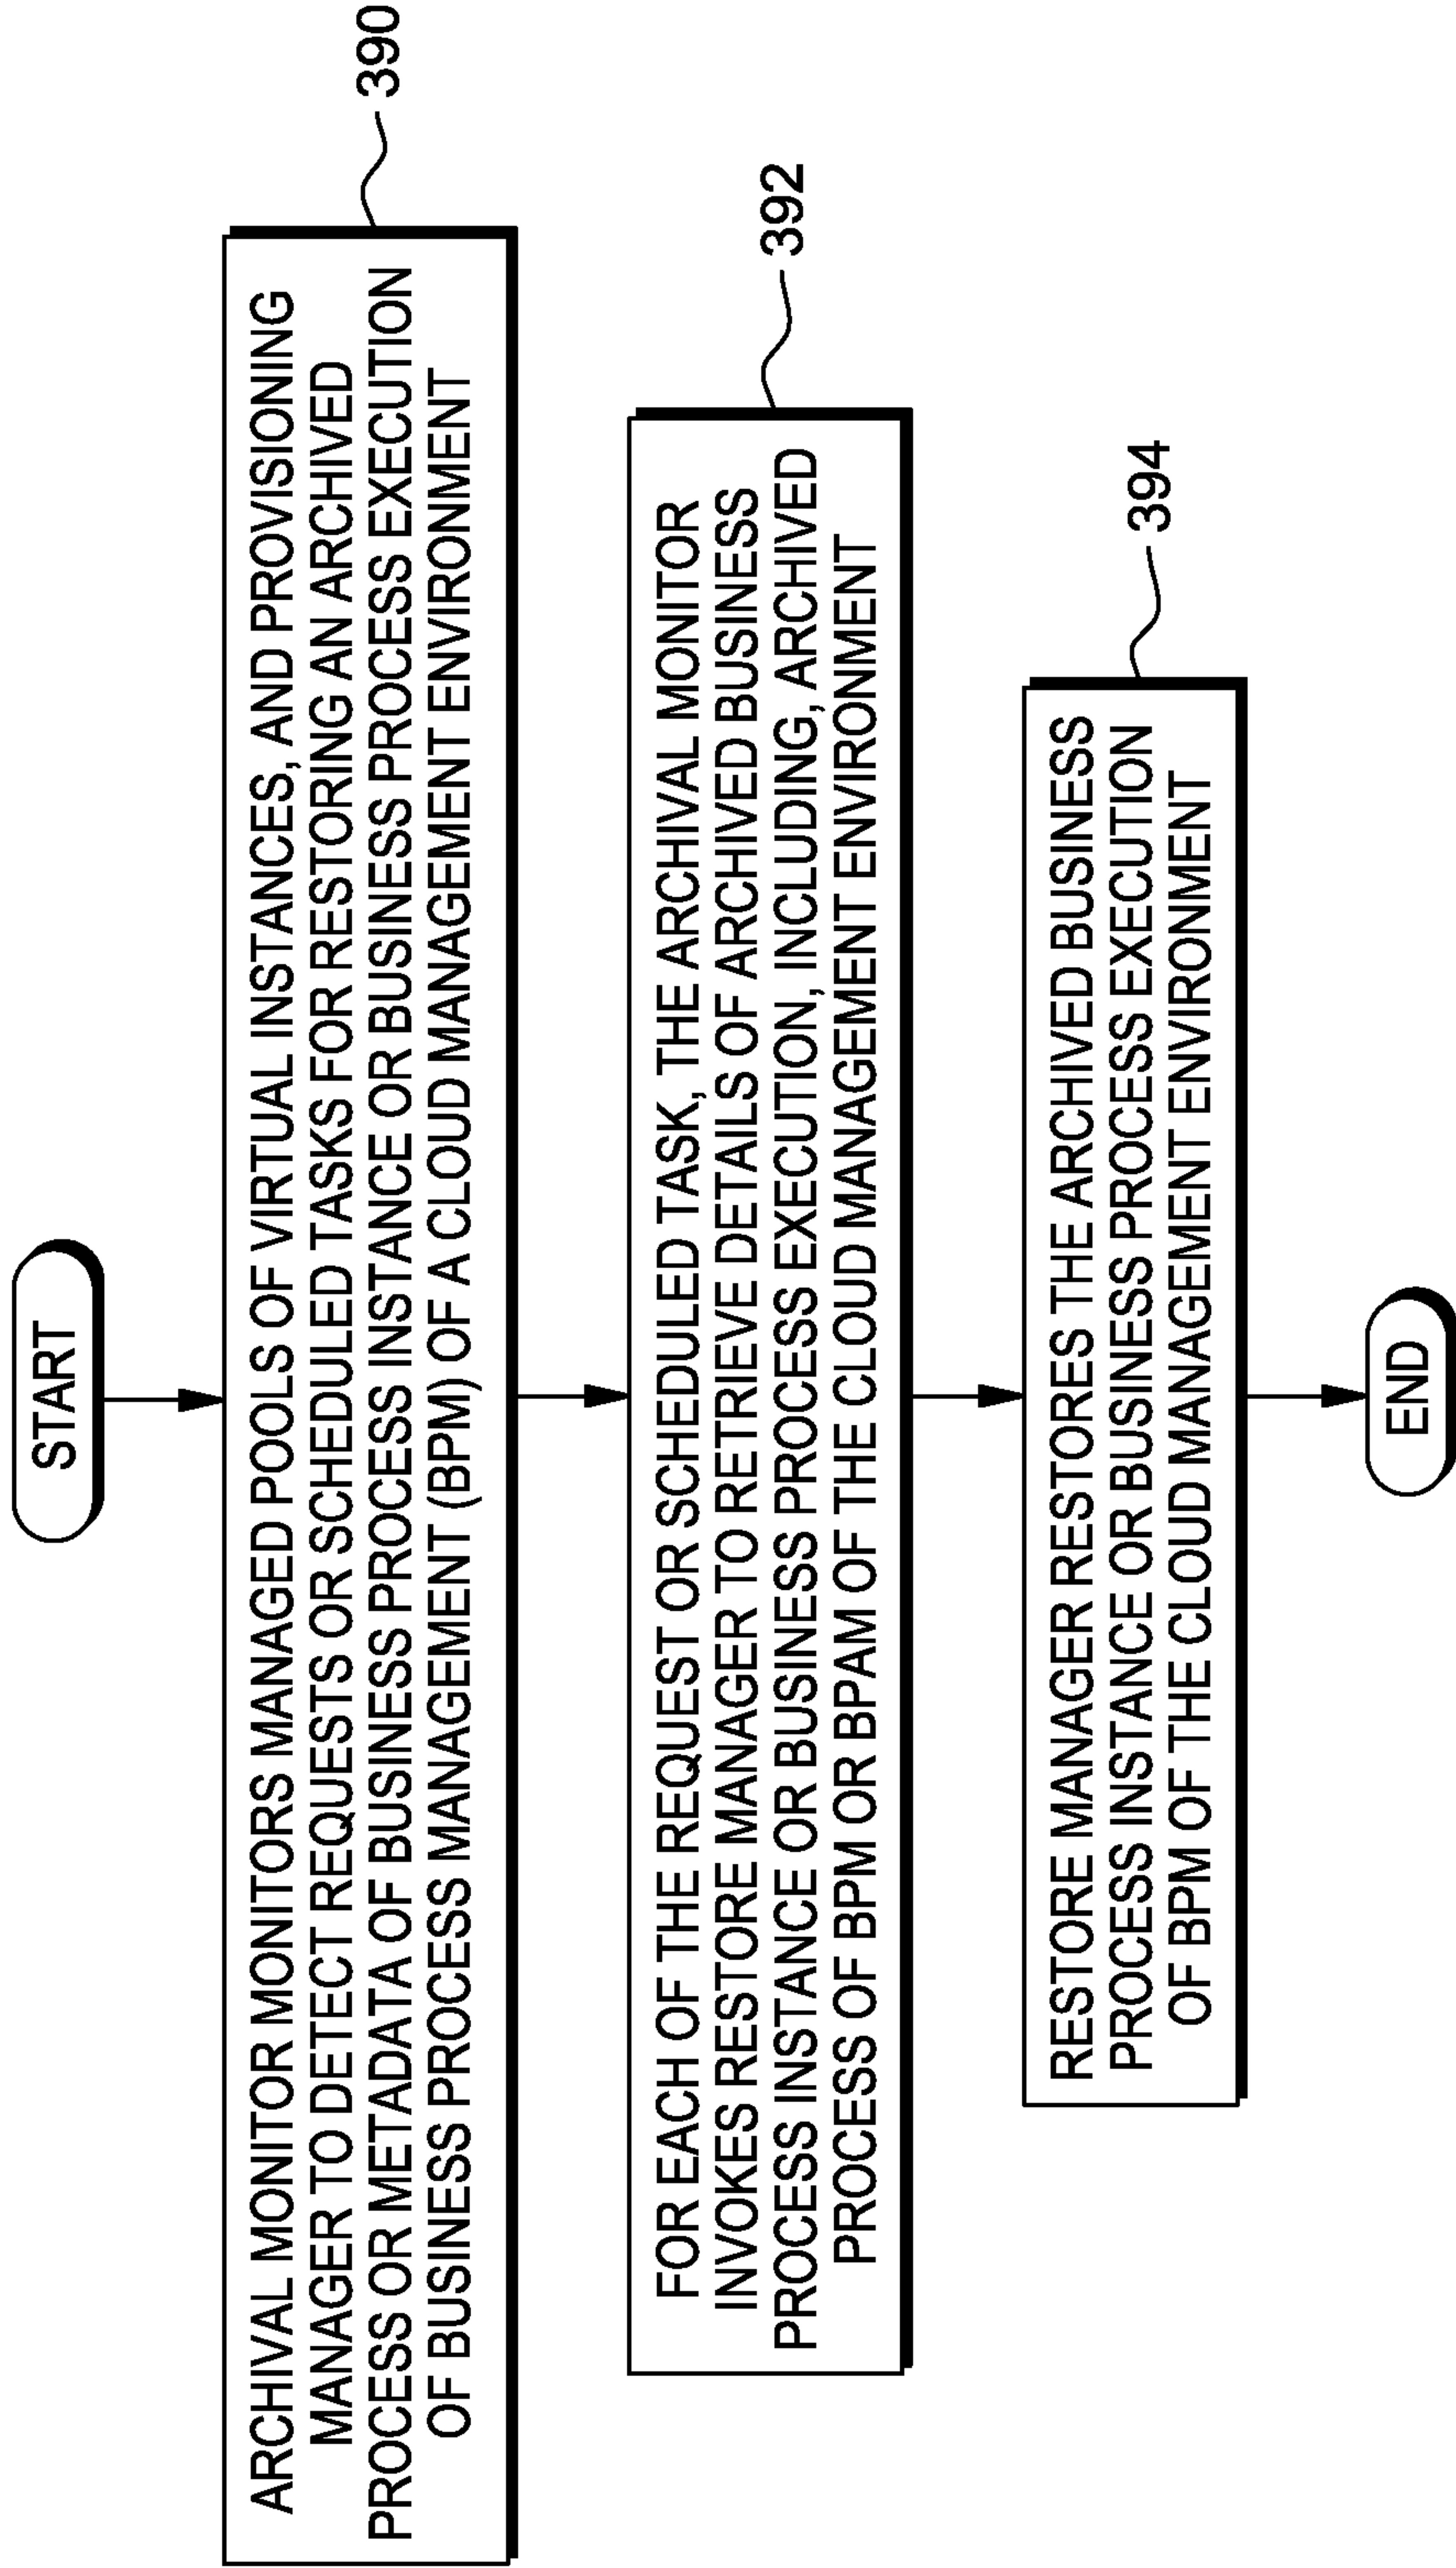 START
ARCHIVAL MONITOR MONITORS MANAGED POOLS OF VIRTUAL INSTANCES, AND PROVISIONING
MANAGER TO DETECT REQUESTS OR SCHEDULED TASKS FOR RESTORING AN ARCHIVED
PROCESS OR METADATA OF BUSINESS PROCESS INSTANCE OR BUSINESS PROCESS EXECUTION
OF BUSINESS PROCESS MANAGEMENT (BPM) OF A CLOUD MANAGEMENT ENVIRONMENT
390
FOR EACH OF THE REQUEST OR SCHEDULED TASK, THE ARCHIVAL MONITOR
INVOKES RESTORE MANAGER TO RETRIEVE DETAILS OF ARCHIVED BUSINESS
PROCESS INSTANCE OR BUSINESS PROCESS EXECUTION, INCLUDING, ARCHIVED
PROCESS OF BPM OR BPAM OF THE CLOUD MANAGEMENT ENVIRONMENT
392
RESTORE MANAGER RESTORES THE ARCHIVED BUSINESS
PROCESS INSTANCE OR BUSINESS PROCESS EXECUTION
OF BPM OF THE CLOUD MANAGEMENT ENVIRONMENT
394
END